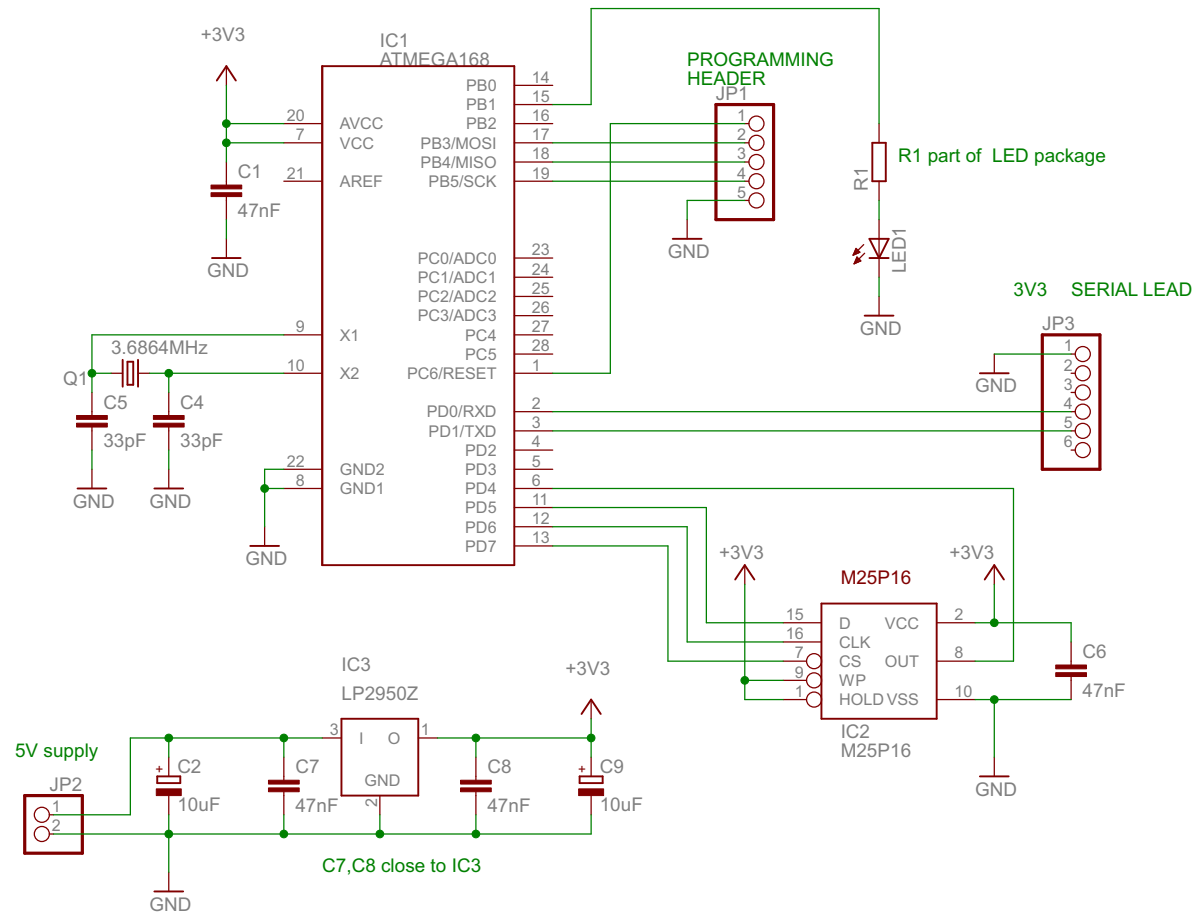 +3V3
IC1
ATMEGA168
PROGRAMMING
HEADER
JP1
PB0 14
PB1 15
20 AVCC PB2 16
7 VCC PB3/MOSI 17
PB4/MISO 18
21 AREF PB5/SCK 19
C1
47nF
GND
1
2
3
4
5
GND
R1
R1 part of LED package
LED1
GND
PC0/ADC0 23
PC1/ADC1 24
PC2/ADC2 25
PC3/ADC3 26
9 X1 PC4 27
PC5 28
10 X2 PC6/RESET 1
3.6864MHz
Q1
C5
33pF
C4
33pF
GND
GND
PD0/RXD 2
PD1/TXD 3
PD2 4
22 GND2 PD3 5
8 GND1 PD4 6
PD5 11
PD6 12
PD7 13
GND
3V3 SERIAL LEAD
JP3
1
2
3
4
5
6
GND
+3V3
+3V3
M25P16
15 D VCC 2
16 CLK
7 CS OUT 8
9 WP
1 HOLD VSS 10
IC2
M25P16
C6
47nF
GND
IC3
LP2950Z
+3V3
3 I O 1
GND
2
5V supply
JP2
1
2
C2
+
10uF
C7
47nF
C8
47nF
C9
+
10uF
C7,C8 close to IC3
GND